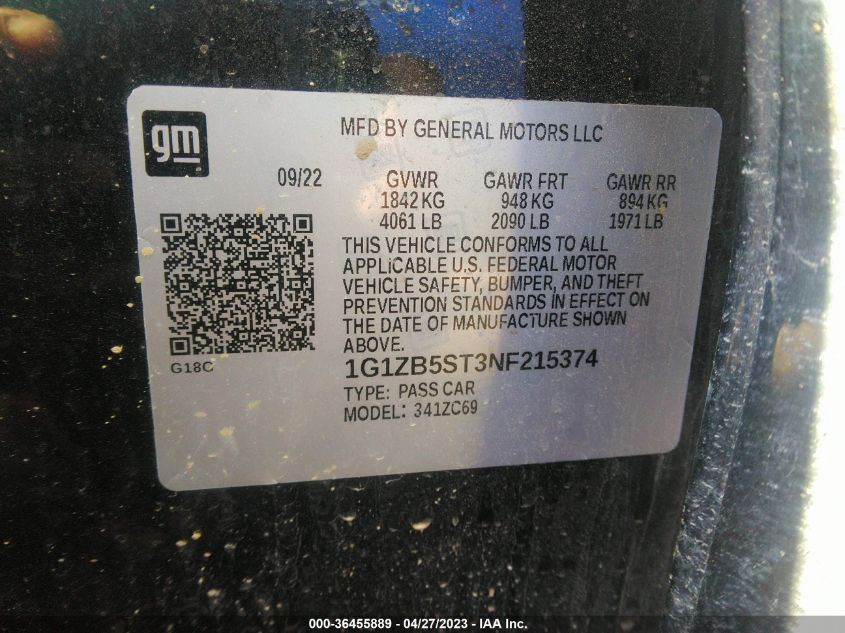 gm
MFD BY GENERAL MOTORS LLC
09/22 GVWR GAWR FRT GAWR RR
1842 KG 948 KG 894 KG
4061 LB 2090 LB 1971 LB
THIS VEHICLE CONFORMS TO ALL
APPLICABLE U.S. FEDERAL MOTOR
VEHICLE SAFETY, BUMPER, AND THEFT
PREVENTION STANDARDS IN EFFECT ON
THE DATE OF MANUFACTURE SHOWN
ABOVE.
G18C
1G1ZB5ST3NF215374
TYPE: PASS CAR
MODEL: 341ZC69
000-36455889 - 04/27/2023 - IAA Inc.